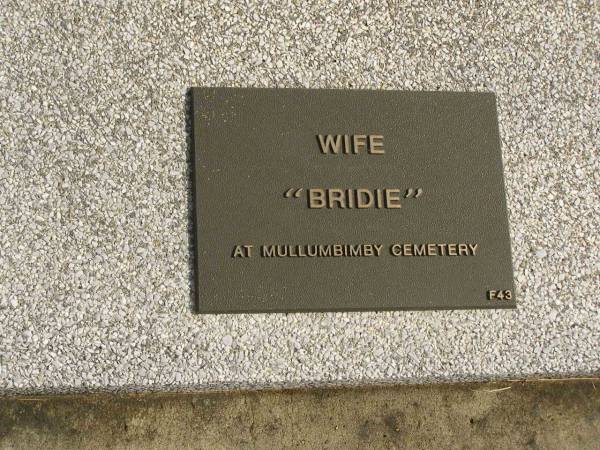 WIFE
“BRIDIE”
AT MULLUMBIMBY CEMETERY
F43